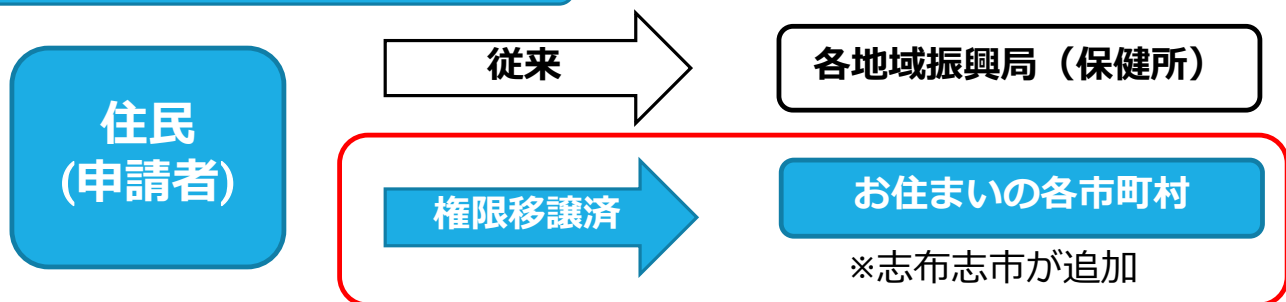 住民
(申請者)
従来
各地域振興局（保健所）
権限移譲済
お住まいの各市町村
※志布志市が追加